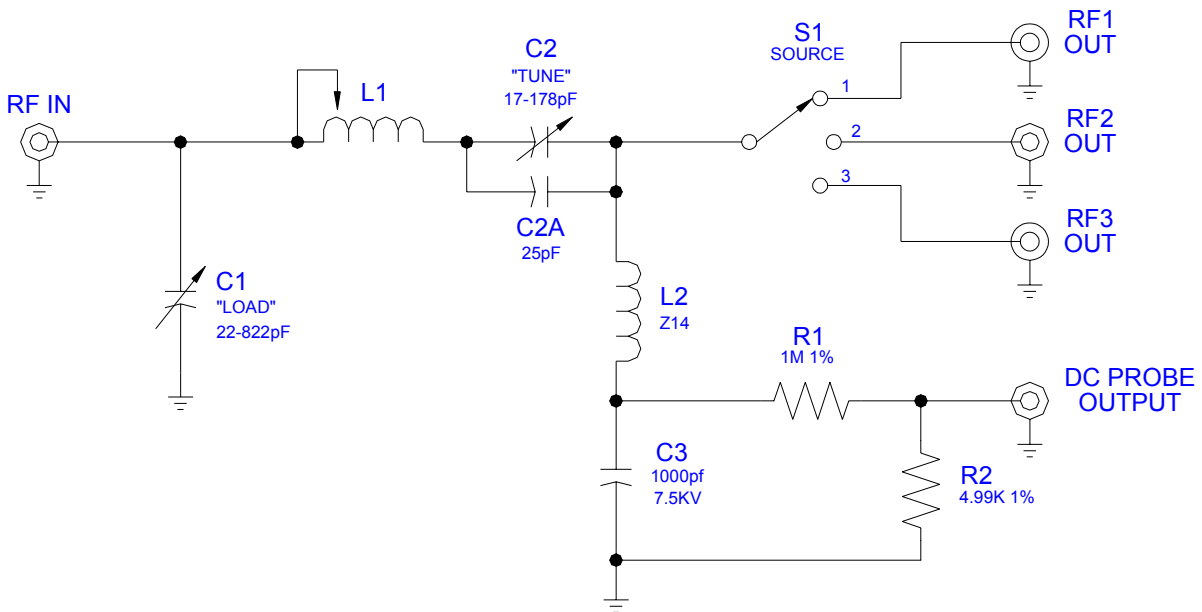 RF IN
L1
C2
"TUNE"
17-178pF
C2A
25pF
C1
"LOAD"
22-822pF
S1
SOURCE
1
2
3
RF1
OUT
RF2
OUT
RF3
OUT
L2
Z14
R1
1M 1%
DC PROBE
OUTPUT
C3
1000pf
7.5KV
R2
4.99K 1%